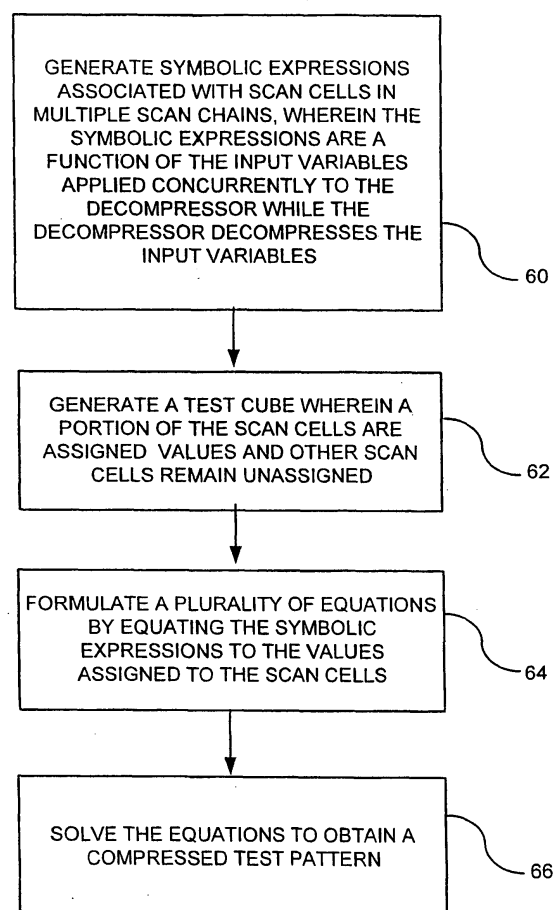 GENERATE SYMBOLIC EXPRESSIONS
ASSOCIATED WITH SCAN CELLS IN
MULTIPLE SCAN CHAINS, WHEREIN THE
SYMBOLIC EXPRESSIONS ARE A
FUNCTION OF THE INPUT VARIABLES
APPLIED CONCURRENTLY TO THE
DECOMPRESSOR WHILE THE
DECOMPRESSOR DECOMPRESSES THE
INPUT VARIABLES
60
GENERATE A TEST CUBE WHEREIN A
PORTION OF THE SCAN CELLS ARE
ASSIGNED VALUES AND OTHER SCAN
CELLS REMAIN UNASSIGNED
62
FORMULATE A PLURALITY OF EQUATIONS
BY EQUATING THE SYMBOLIC
EXPRESSIONS TO THE VALUES
ASSIGNED TO THE SCAN CELLS
64
SOLVE THE EQUATIONS TO OBTAIN A
COMPRESSED TEST PATTERN
66